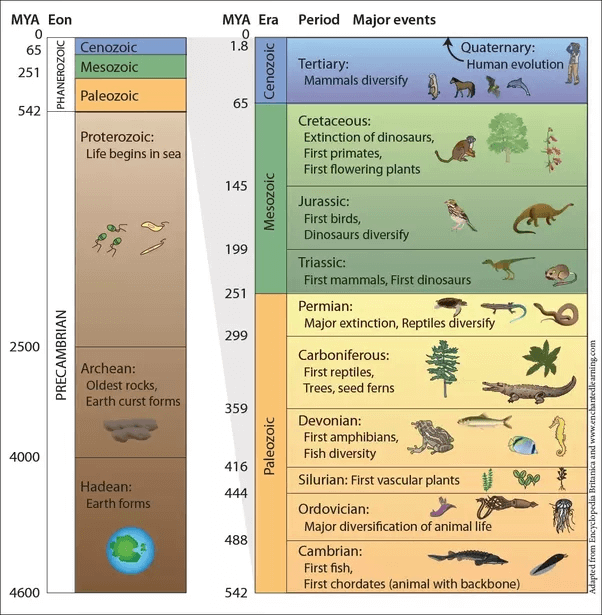 MYA Eon
0
65
251
542
2500
4000
4600
PHANEROZOIC
PRECAMBRIAN
Cenozoic
Mesozoic
Paleozoic
Proterozoic:
Life begins in sea
Archean:
Oldest rocks,
Earth curst forms
Hadean:
Earth forms
MYA Era Period Major events
0
1.8
65
145
199
251
299
359
416
444
488
542
Cenozoic
Mesozoic
Paleozoic
Quaternary:
Human evolution
Tertiary:
Mammals diversify
Cretaceous:
Extinction of dinosaurs,
First primates,
First flowering plants
Jurassic:
First birds,
Dinosaurs diversify
Triassic:
First mammals, First dinosaurs
Permian:
Major extinction, Reptiles diversify
Carboniferous:
First reptiles,
Trees, seed ferns
Devonian:
First amphibians,
Fish diversity
Silurian: First vascular plants
Ordovician:
Major diversification of animal life
Cambrian:
First fish,
First chordates (animal with backbone)
Adapted from Encyclopedia Britanica and www.enchantedlearning.com